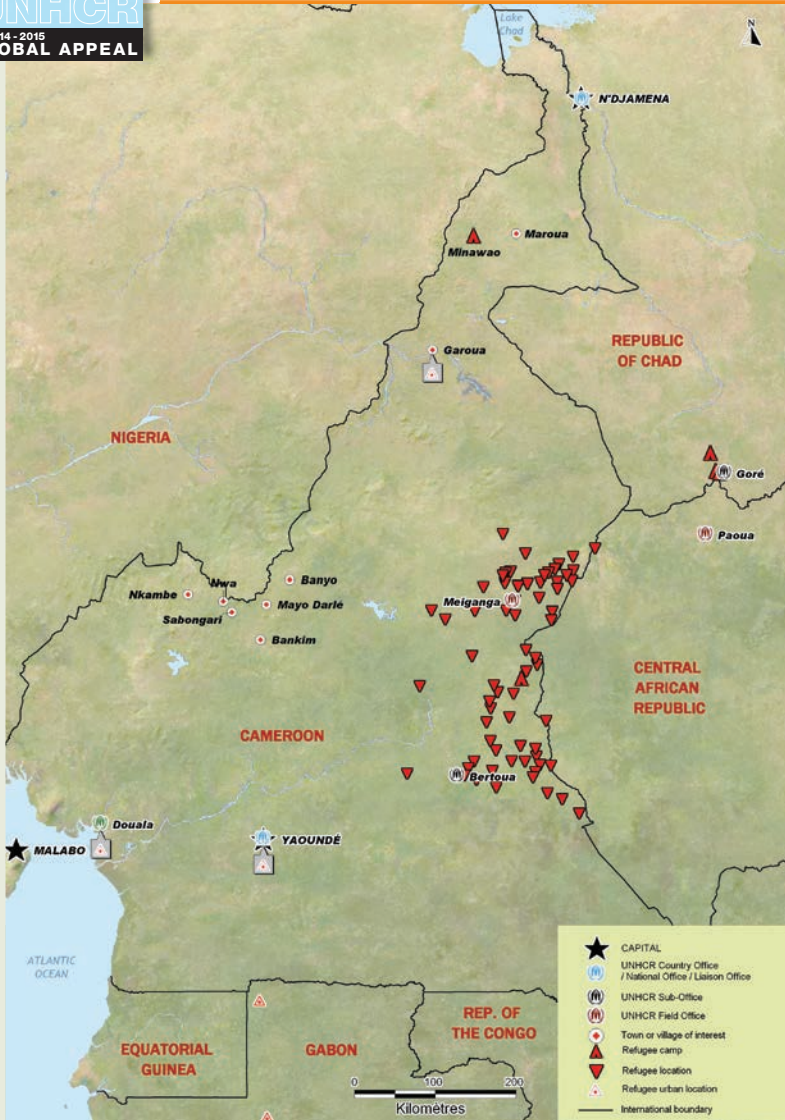 UNHCR
14 - 2015
OBAL APPEAL
Lake
Chad
N
N'DJAMENA
Maroua
Minawao
REPUBLIC
OF CHAD
Garoua
NIGERIA
Goré
Paoua
Banyo
Nwa
Nkambe
Mayo Darlé
Sabongari
Meiganga
Bankim
CENTRAL
AFRICAN
REPUBLIC
CAMEROON
Bertoua
Douala
YAOUNDÉ
MALABO
ATLANTIC
OCEAN
EQUATORIAL
GUINEA
GABON
REP. OF
THE CONGO
0 100 200
Kilomètres
CAPITAL
UNHCR Country Office
/ National Office / Liaison Office
UNHCR Sub-Office
UNHCR Field Office
Town or village of interest
Refugee camp
Refugee location
Refugee urban location
International boundary